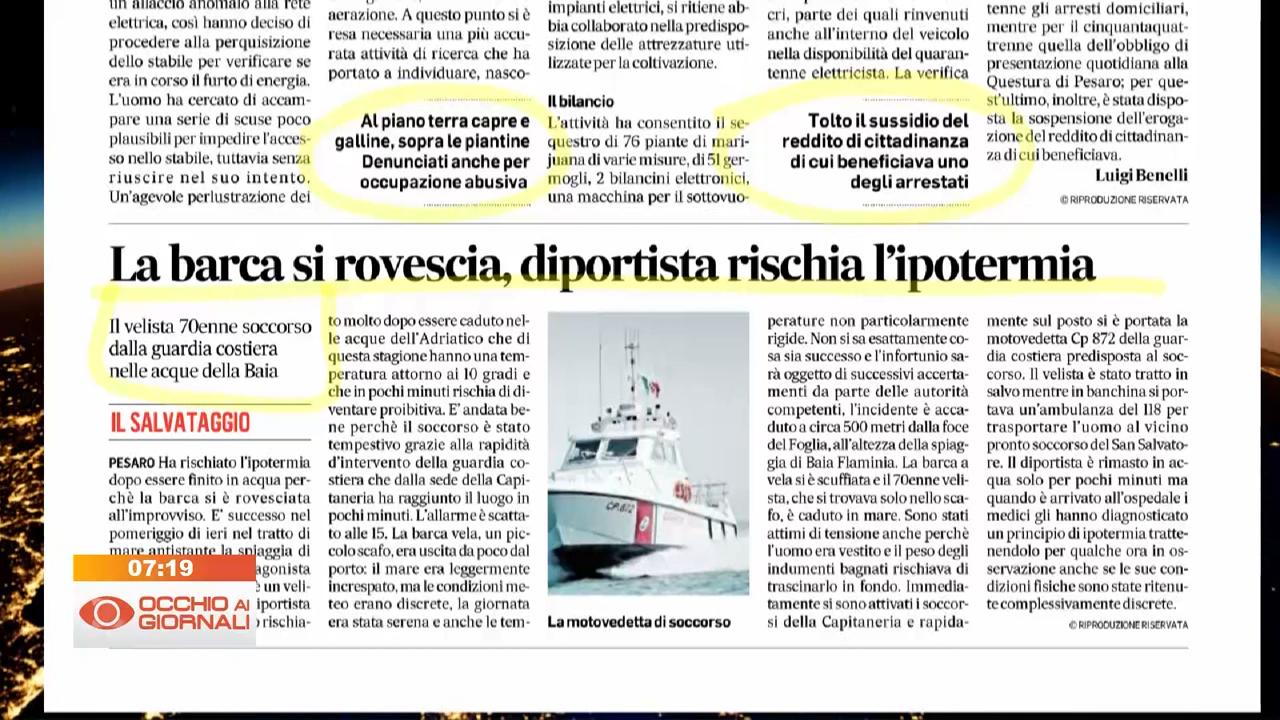 un allaccio anomalo alla rete
elettrica, così hanno deciso di
procedere alla perquisizione
dello stabile per verificare se
era in corso il furto di energia.
L'uomo ha cercato di accam-
pare una serie di scuse poco
plausibili per impedire l'acces-
so nello stabile, tuttavia senza
riuscire nel suo intento.
Un'agevole perlustrazione dei
aerazione. A questo punto si è
resa necessaria una più accu-
rata attività di ricerca che ha
portato a individuare, nasco-
Al piano terra capre e
galline, sopra le piantine
Denunciati anche per
occupazione abusiva
impianti elettrici, si ritiene ab-
bia collaborato nella predispo-
sizione delle attrezzature uti-
lizzate per la coltivazione.
Il bilancio
L'attività ha consentito il se-
questro di 76 piante di mari-
juana di varie misure, di 51 ger-
mogli, 2 bilancini elettronici,
una macchina per il sottovuo-
cri, parte dei quali rinvenuti
anche all'interno del veicolo
nella disponibilità del quaran-
tenne elettricista. La verifica
Tolto il sussidio del
reddito di cittadinanza
di cui beneficiava uno
degli arrestati
tenne gli arresti domiciliari,
mentre per il cinquantaquat-
trenne quella dell'obbligo di
presentazione quotidiana alla
Questura di Pesaro; per que-
st'ultimo, inoltre, è stata dispo-
sta la sospensione dell'eroga-
zione del reddito di cittadinan-
za di cui beneficiava.
Luigi Benelli
© RIPRODUZIONE RISERVATA
La barca si rovescia, diportista rischia l'ipotermia
Il velista 70enne soccorso
dalla guardia costiera
nelle acque della Baia
IL SALVATAGGIO
PESARO Ha rischiato l'ipotermia
dopo essere finito in acqua per-
chè la barca si è rovesciata
all'improvviso. E' successo nel
pomeriggio di ieri nel tratto di
mare antistante la spiaggia di
agonista
è un veli-
iportista
rischia-
to molto dopo essere caduto nel-
le acque dell'Adriatico che di
questa stagione hanno una tem-
peratura attorno ai 10 gradi e
che in pochi minuti rischia di di-
ventare proibitiva. E' andata be-
ne perchè il soccorso è stato
tempestivo grazie alla rapidità
d'intervento della guardia co-
stiera che dalla sede della Capi-
taneria ha raggiunto il luogo in
pochi minuti. L'allarme è scatta-
to alle 15. La barca vela, un pic-
colo scafo, era uscita da poco dal
porto: il mare era leggermente
increspato, ma le condizioni me-
teo erano discrete, la giornata
era stata serena e anche le tem-
CP.872
La motovedetta di soccorso
perature non particolarmente
rigide. Non si sa esattamente co-
sa sia successo e l'infortunio sa-
rà oggetto di successivi accerta-
menti da parte delle autorità
competenti, l'incidente è acca-
duto a circa 500 metri dalla foce
del Foglia, all'altezza della spiag-
gia di Baia Flaminia. La barca a
vela si è scuffiata e il 70enne veli-
sta, che si trovava solo nello sca-
fo, è caduto in mare. Sono stati
attimi di tensione anche perchè
l'uomo era vestito e il peso degli
indumenti bagnati rischiava di
trascinarlo in fondo. Immedia-
tamente si sono attivati i soccor-
si della Capitaneria e rapida-
mente sul posto si è portata la
motovedetta Cp 872 della guar-
dia costiera predisposta al soc-
corso. Il velista è stato tratto in
salvo mentre in banchina si por-
tava un'ambulanza del 118 per
trasportare l'uomo al vicino
pronto soccorso del San Salvato-
re. Il diportista è rimasto in ac-
qua solo per pochi minuti ma
quando è arrivato all'ospedale i
medici gli hanno diagnosticato
un principio di ipotermia tratte-
nendolo per qualche ora in os-
servazione anche se le sue con-
dizioni fisiche sono state ritenu-
te complessivamente discrete.
© RIPRODUZIONE RISERVATA
07:19
OCCHIO AI
GIORNALI